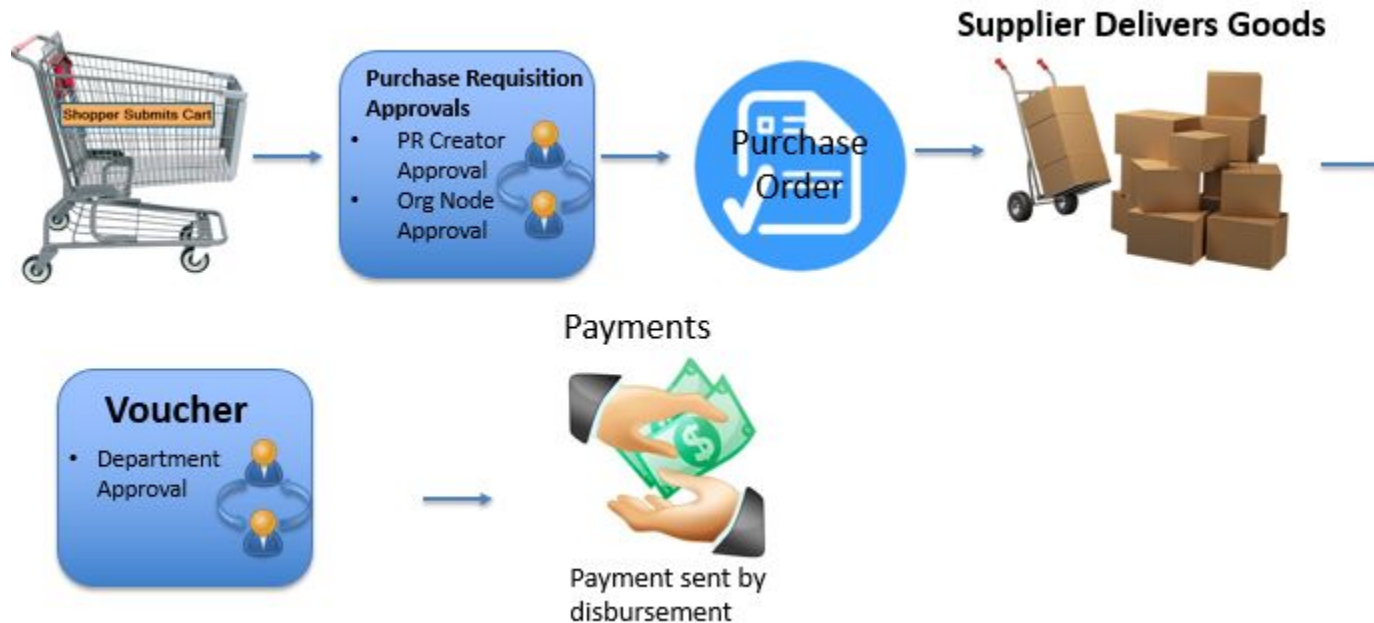 Supplier Delivers Goods
Shopper Submits Cart
Purchase Requisition
Approvals
• PR Creator
Approval
• Org Node
Approval
Purchase
Order
Payments
Voucher
• Department
Approval
$
Payment sent by
disbursement